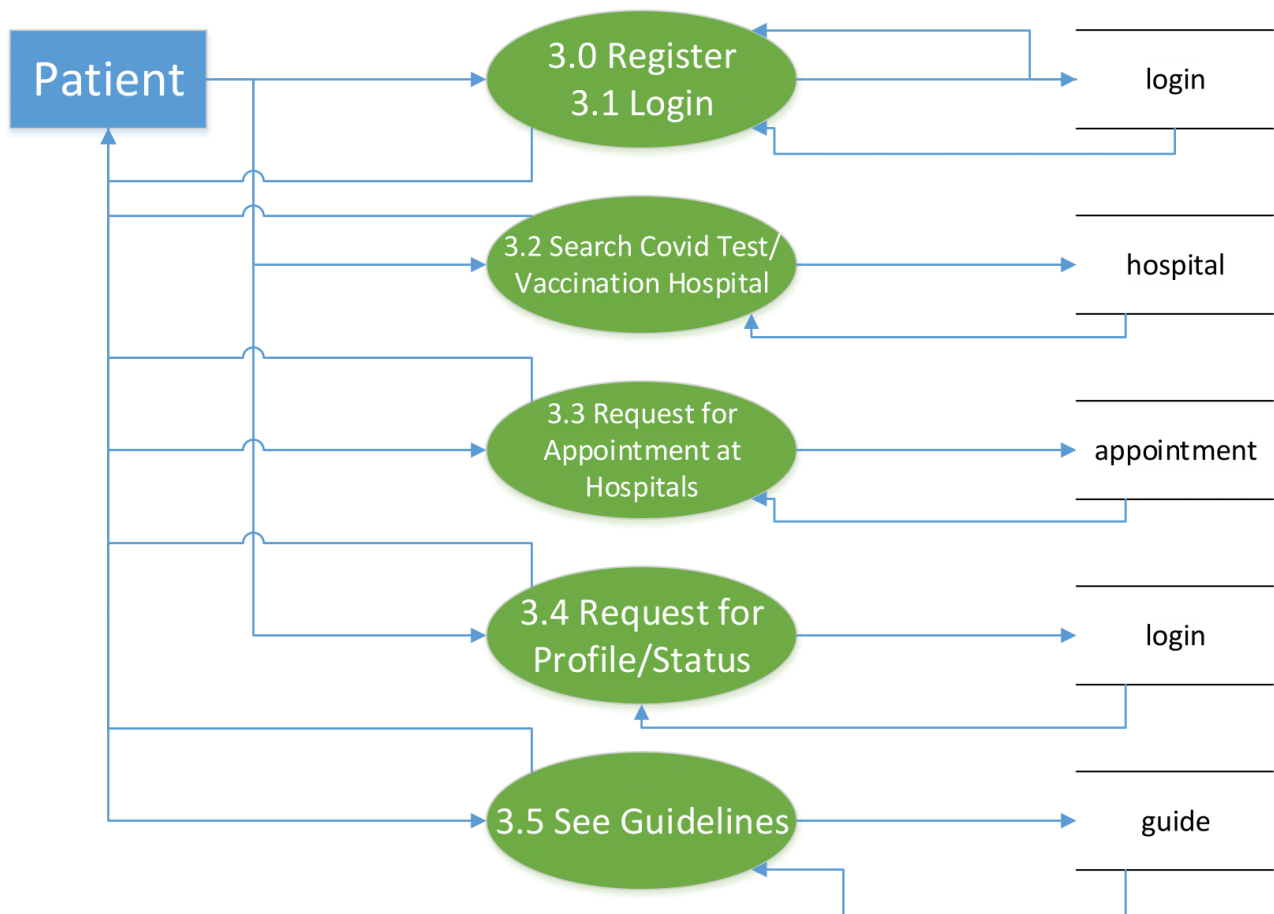 Patient
3.0 Register
3.1 Login
login
3.2 Search Covid Test/
Vaccination Hospital
hospital
3.3 Request for
Appointment at
Hospitals
appointment
3.4 Request for
Profile/Status
login
3.5 See Guidelines
guide